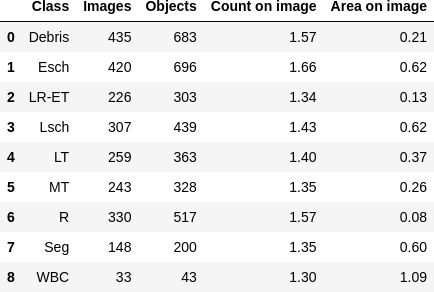 Class Images Objects Count on image Area on image
0 Debris 435 683 1.57 0.21
1 Esch 420 696 1.66 0.62
2 LR-ET 226 303 1.34 0.13
3 Lsch 307 439 1.43 0.62
4 LT 259 363 1.40 0.37
5 MT 243 328 1.35 0.26
6 R 330 517 1.57 0.08
7 Seg 148 200 1.35 0.60
8 WBC 33 43 1.30 1.09